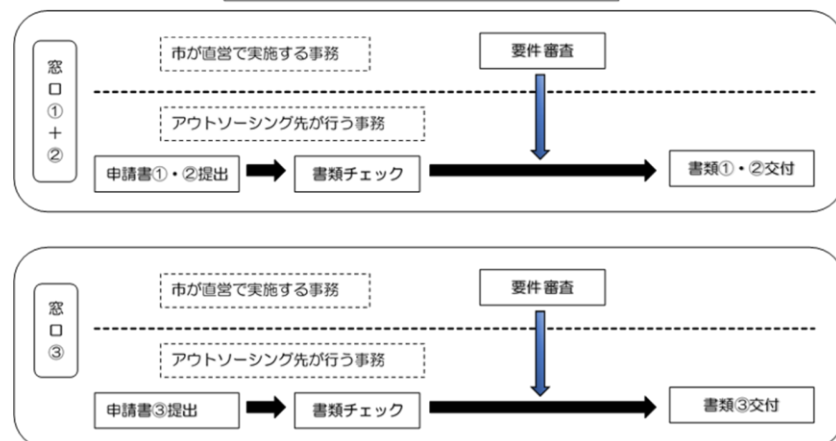 窓口①+②
市が直営で実施する事務
要件審査
アウトソーシング先が行う事務
申請書①・②提出
書類チェック
書類①・②交付
窓口③
市が直営で実施する事務
要件審査
アウトソーシング先が行う事務
申請書③提出
書類チェック
書類③交付